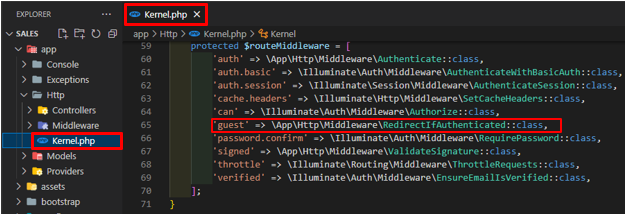 EXPLORER
SALES
app
Console
Exceptions
Http
Controllers
Middleware
Kernel.php
Models
Providers
assets
bootstrap
Kernel.php
app > Http > Kernel.php > Kernel
59 protected $routeMiddleware = [
60 'auth' => \App\Http\Middleware\Authenticate::class,
61 'auth.basic' => \Illuminate\Auth\Middleware\AuthenticateWithBasicAuth::class,
62 'auth.session' => \Illuminate\Session\Middleware\AuthenticateSession::class,
63 'cache.headers' => \Illuminate\Http\Middleware\SetCacheHeaders::class,
64 'can' => \Illuminate\Auth\Middleware\Authorize::class,
65 'guest' => \App\Http\Middleware\RedirectIfAuthenticated::class,
66 'password.confirm' => \Illuminate\Auth\Middleware\RequirePassword::class,
67 'signed' => \App\Http\Middleware\ValidateSignature::class,
68 'throttle' => \Illuminate\Routing\Middleware\ThrottleRequests::class,
69 'verified' => \Illuminate\Auth\Middleware\EnsureEmailIsVerified::class,
70 ];
71 }